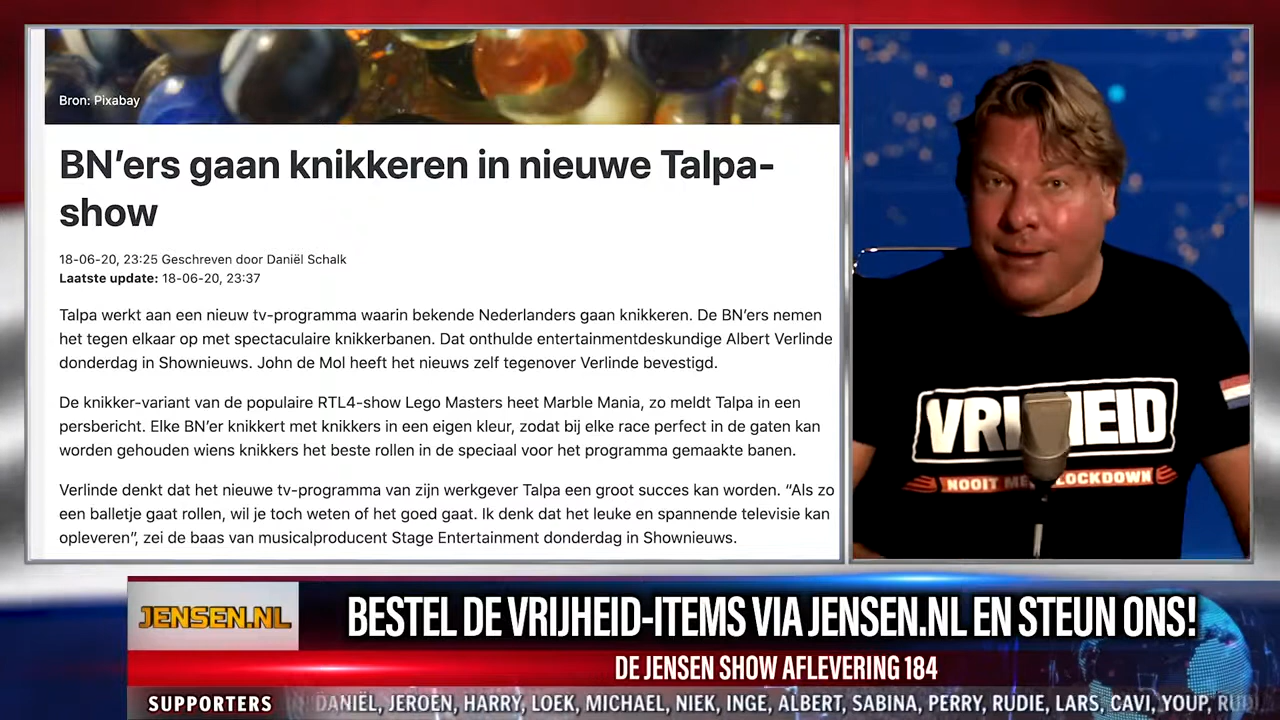 Bron: Pixabay
BN’ers gaan knikkeren in nieuwe Talpa-
show
18-06-20, 23:25 Geschreven door Daniël Schalk
Laatste update: 18-06-20, 23:37
Talpa werkt aan een nieuw tv-programma waarin bekende Nederlanders gaan knikkeren. De BN’ers nemen
het tegen elkaar op met spectaculaire knikkerbanen. Dat onthulde entertainmentdeskundige Albert Verlinde
donderdag in Shownieuws. John de Mol heeft het nieuws zelf tegenover Verlinde bevestigd.
De knikker-variant van de populaire RTL4-show Lego Masters heet Marble Mania, zo meldt Talpa in een
persbericht. Elke BN’er knikkert met knikkers in een eigen kleur, zodat bij elke race perfect in de gaten kan
worden gehouden wiens knikkers het beste rollen in de speciaal voor het programma gemaakte banen.
Verlinde denkt dat het nieuwe tv-programma van zijn werkgever Talpa een groot succes kan worden. “Als zo
een balletje gaat rollen, wil je toch weten of het goed gaat. Ik denk dat het leuke en spannende televisie kan
opleveren”, zei de baas van musicalproducent Stage Entertainment donderdag in Shownieuws.
NOOIT LOCKDOWN
JENSEN.NL
BESTEL DE VRIJHEID-ITEMS VIA JENSEN.NL EN STEUN ONS!
DE JENSEN SHOW AFLEVERING 184
SUPPORTERS DANIËL, JEROEN, HARRY, LOEK, MICHAEL, NIEK, INGE, ALBERT, SABINA, PERRY, RUDIE, LARS, CAVI, YOUP,